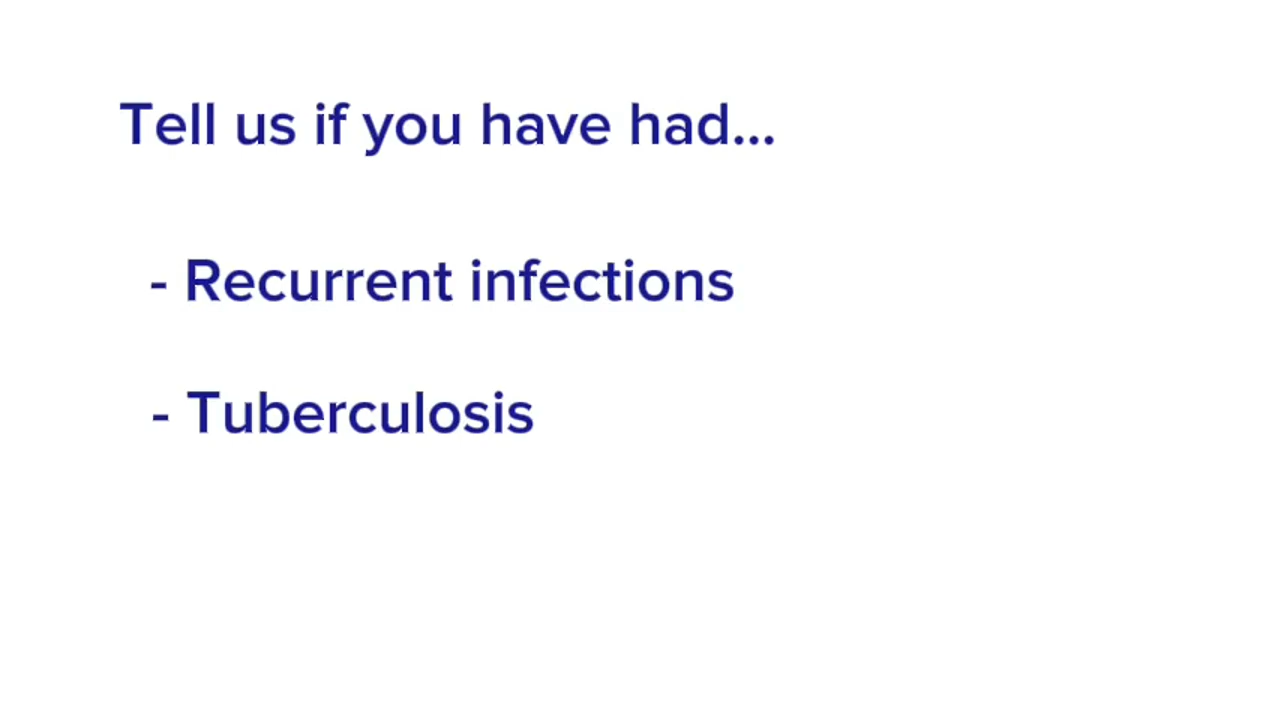 Tell us if you have had...
- Recurrent infections
- Tuberculosis